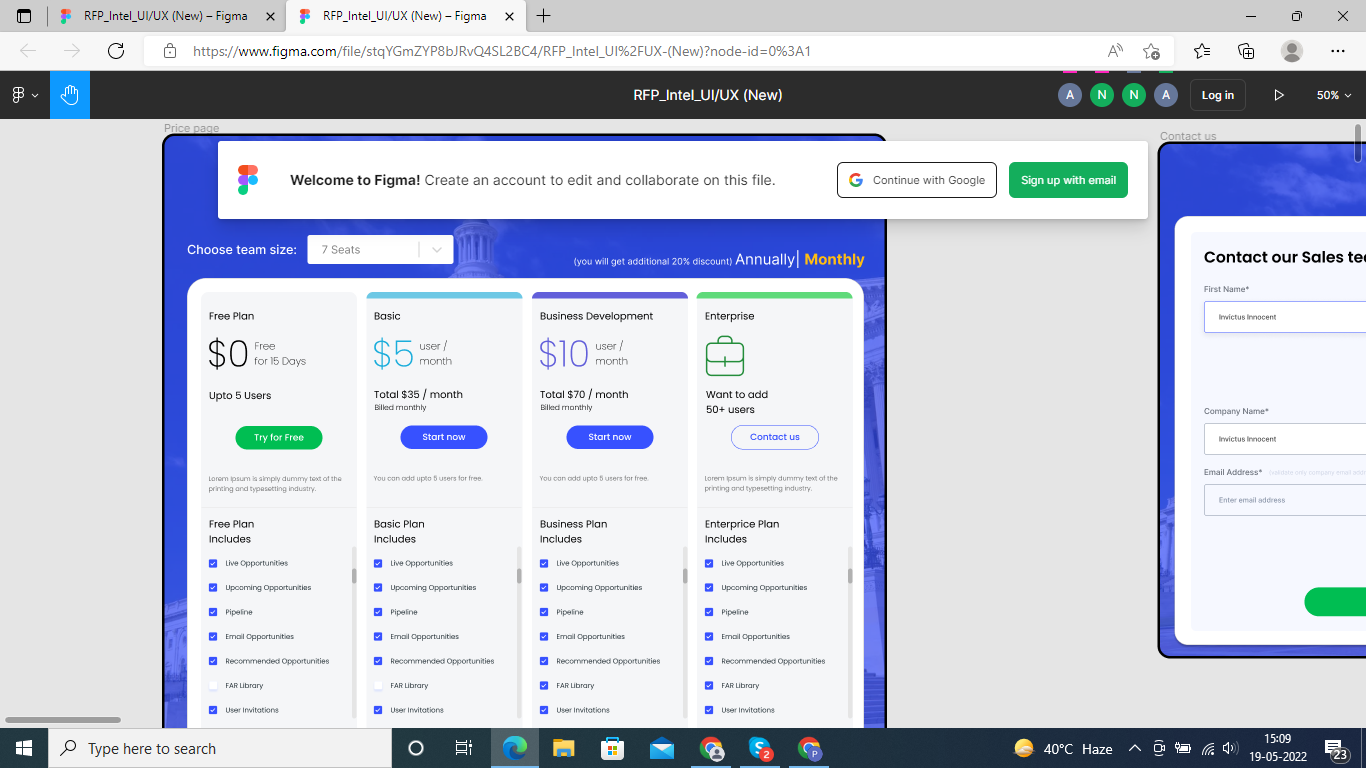 RFP_Intel_UI/UX (New) – Figma
RFP_Intel_UI/UX (New) – Figma
https://www.figma.com/file/stqYGmZYP8bJRvQ4SL2BC4/RFP_Intel_UI%2FUX-(New)?node-id=0%3A1
RFP_Intel_UI/UX (New)
A N N A
Log in
50%
Price page
Contact us
Welcome to Figma! Create an account to edit and collaborate on this file.
Continue with Google
Sign up with email
Choose team size:
7 Seats
(you will get additional 20% discount) Annually| Monthly
Free Plan
$0 Free
for 15 Days
Upto 5 Users
Try for Free
Lorem Ipsum is simply dummy text of the
printing and typesetting industry.
Free Plan
Includes
Live Opportunities
Upcoming Opportunities
Pipeline
Email Opportunities
Recommended Opportunities
FAR Library
User Invitations
Basic
$5 user /
month
Total $35 / month
Billed monthly
Start now
You can add upto 5 users for free.
Basic Plan
Includes
Live Opportunities
Upcoming Opportunities
Pipeline
Email Opportunities
Recommended Opportunities
FAR Library
User Invitations
Business Development
$10 user /
month
Total $70 / month
Billed monthly
Start now
You can add upto 5 users for free.
Business Plan
Includes
Live Opportunities
Upcoming Opportunities
Pipeline
Email Opportunities
Recommended Opportunities
FAR Library
User Invitations
Enterprise
Want to add
50+ users
Contact us
Lorem Ipsum is simply dummy text of the
printing and typesetting industry.
Enterprice Plan
Includes
Live Opportunities
Upcoming Opportunities
Pipeline
Email Opportunities
Recommended Opportunities
FAR Library
User Invitations
Contact our Sales tea
First Name*
Invictus Innocent
Company Name*
Invictus Innocent
Email Address*
Enter email address
Type here to search
2
P
40°C Haze
15:09
19-05-2022
23